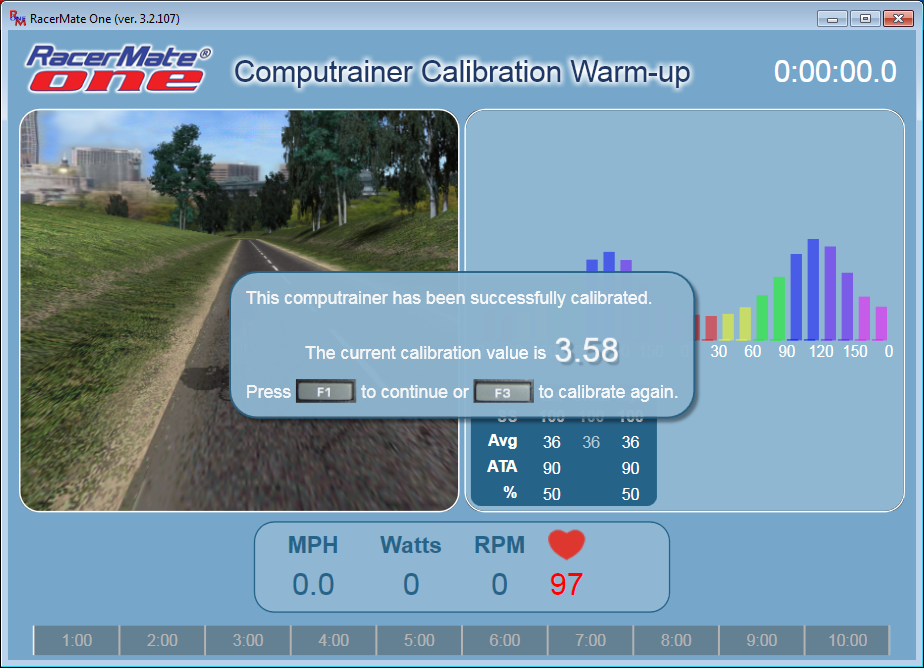 RacerMate One (ver. 3.2.107)
RacerMate®
one
Computrainer Calibration Warm-up
0:00:00.0
This computrainer has been successfully calibrated.
The current calibration value is 3.58
Press F1 to continue or F3 to calibrate again.
30 60 90 120 150 0
SS 100 100 100
Avg 36 36 36
ATA 90 90
% 50 50
MPH Watts RPM
0.0 0 0 97
1:00 2:00 3:00 4:00 5:00 6:00 7:00 8:00 9:00 10:00